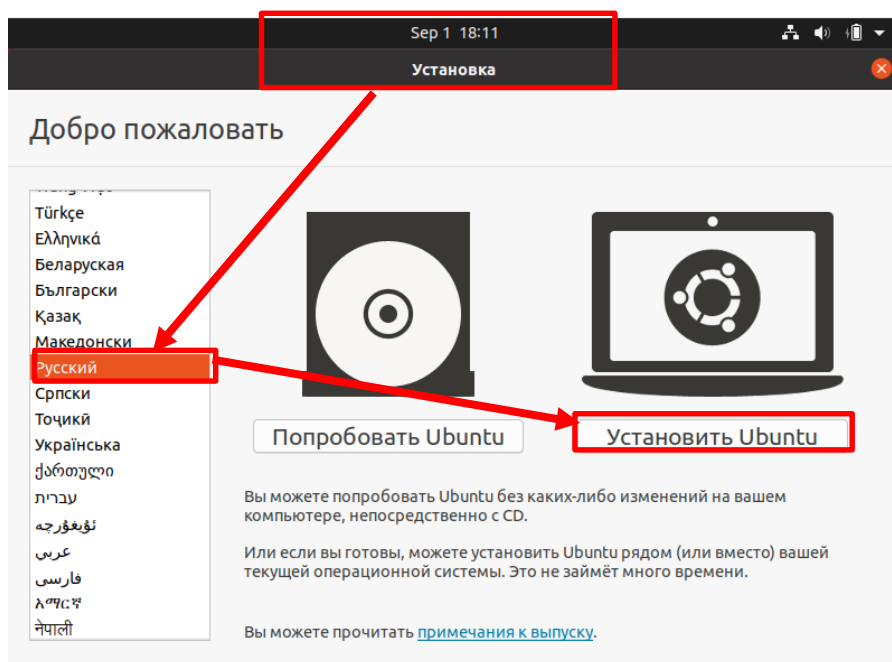 Sep 1 18:11
Установка
Добро пожаловать
Türkçe
Ελληνικά
Беларуская
Български
Қазақ
Македонски
Русский
Српски
Тоҷикӣ
Українська
ქართული
עברית
ئۇيغۇرچە
عربي
فارسی
አማርኛ
नेपाली
Попробовать Ubuntu
Установить Ubuntu
Вы можете попробовать Ubuntu без каких-либо изменений на вашем
компьютере, непосредственно с CD.
Или если вы готовы, можете установить Ubuntu рядом (или вместо) вашей
текущей операционной системы. Это не займёт много времени.
Вы можете прочитать примечания к выпуску.